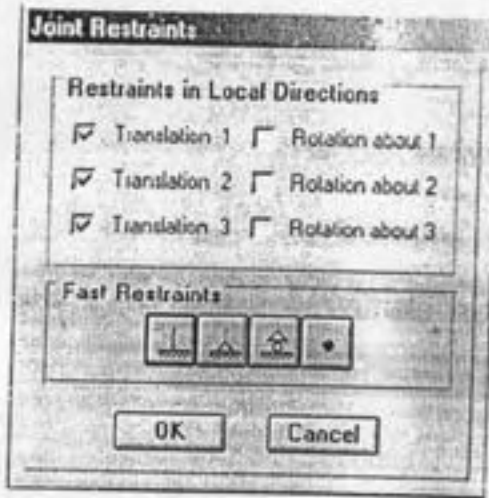 Joint Restraints
Restraints in Local Directions
Translation 1 Rotation about 1
Translation 2 Rotation about 2
Translation 3 Rotation about 3
Fast Restraints
OK Cancel